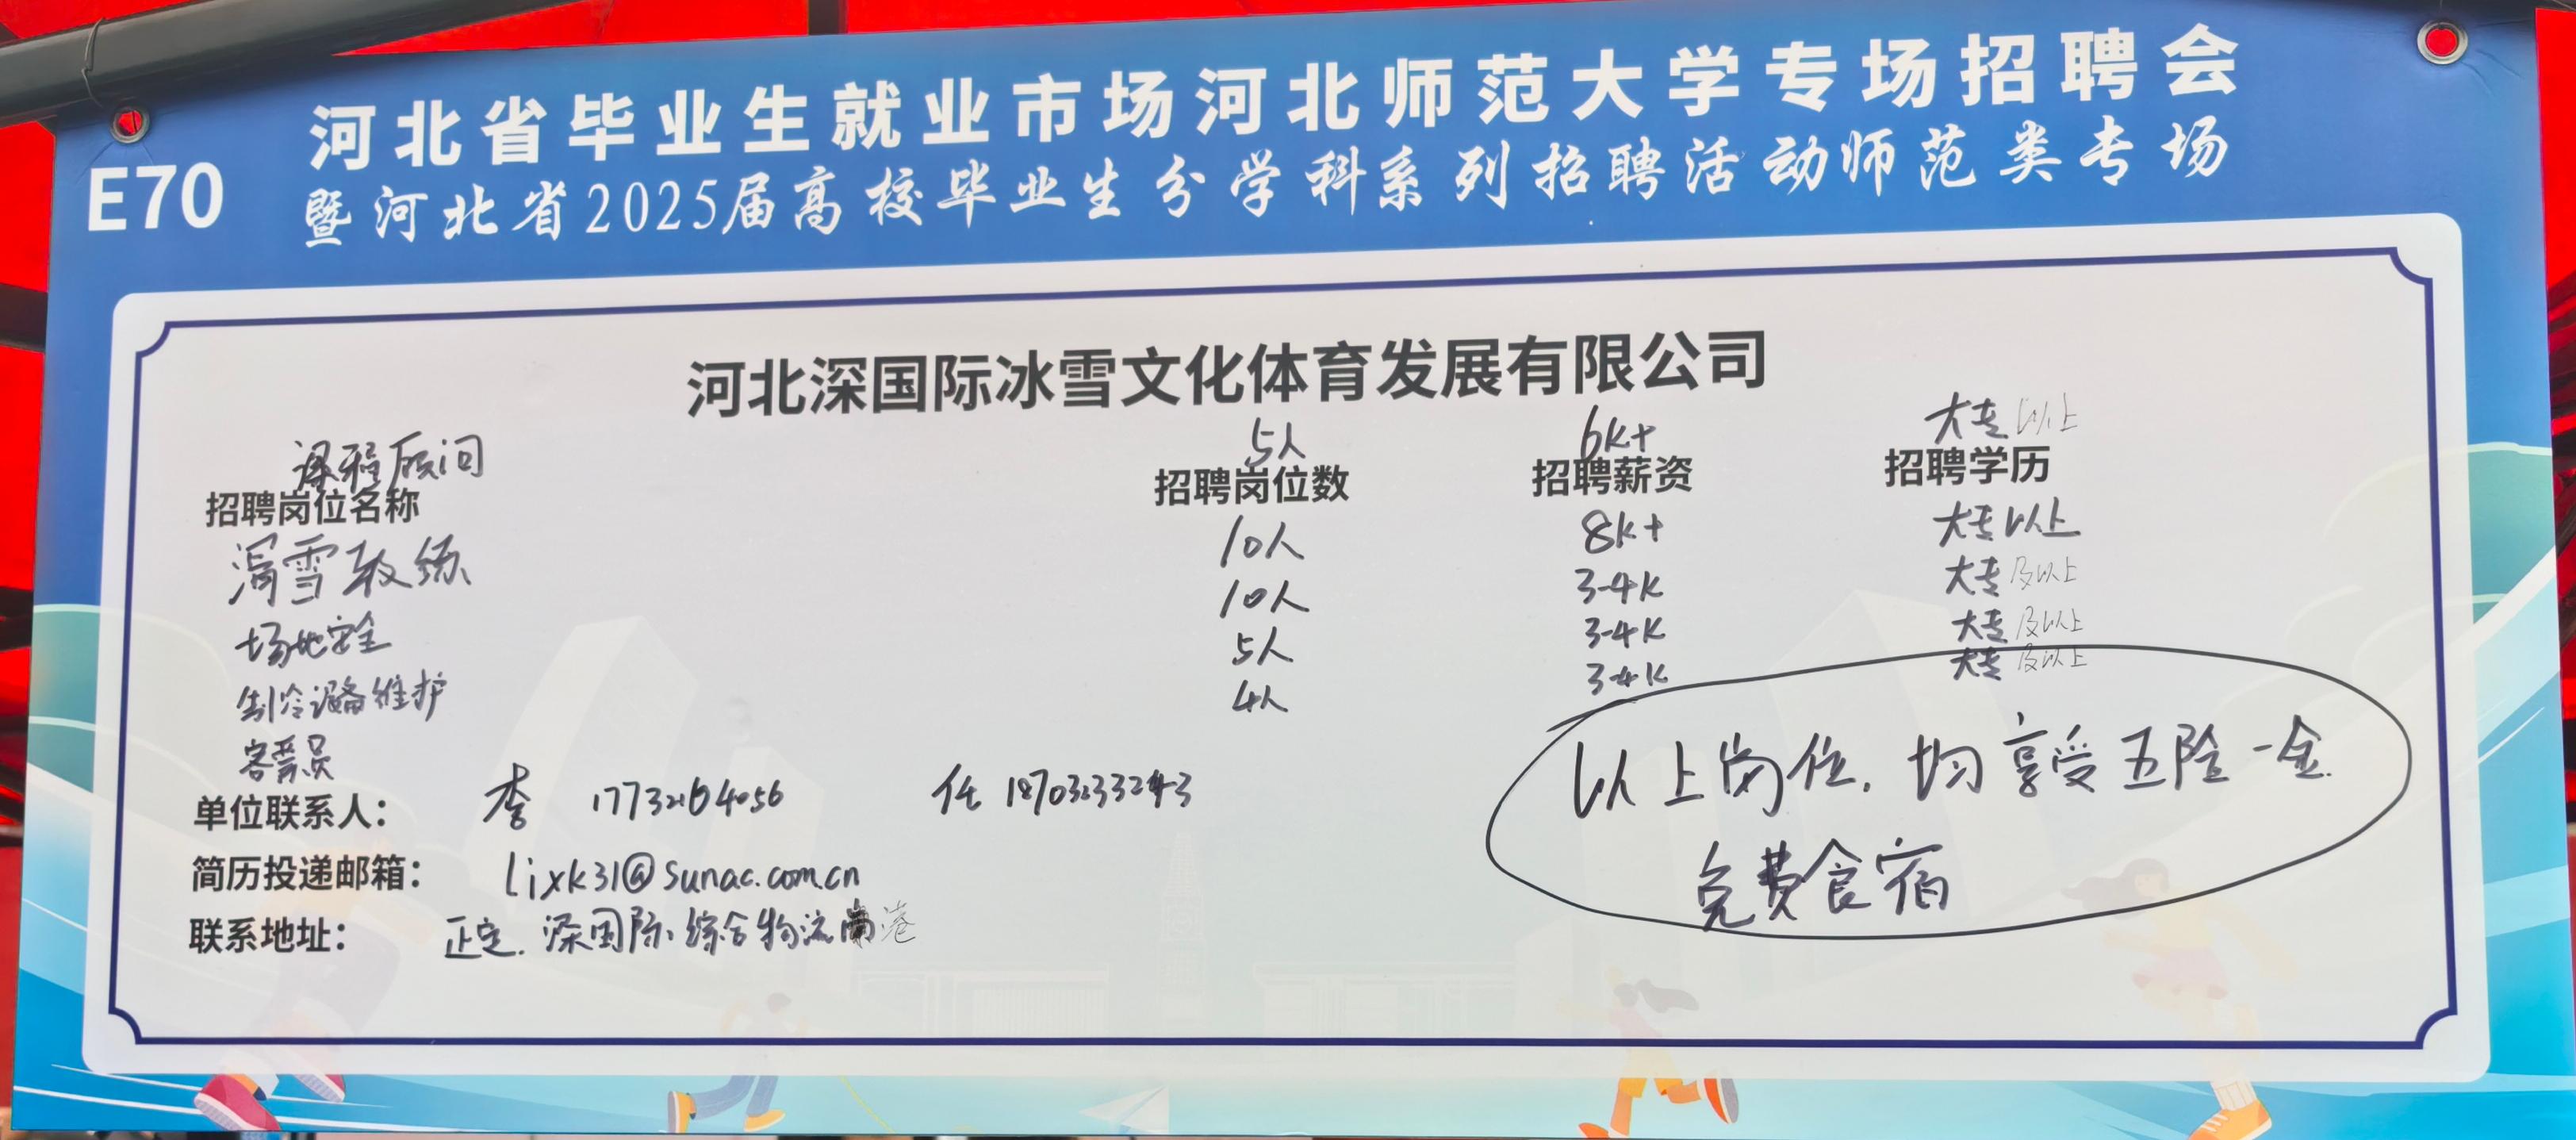 河北省毕业生就业市场河北师范大学专场招聘会
E70
暨河北省2025届高校毕业生分学科系列招聘活动师范类专场
河北深国际冰雪文化体育发展有限公司
课程顾问 5人 6K+ 大专以上
招聘岗位名称 招聘岗位数 招聘薪资 招聘学历
滑雪教练 10人 8K+ 大专以上
场地安全 10人 3-4K 大专及以上
制冷设备维护 5人 3-4K 大专及以上
客票员 4人 3-4K 大专及以上
单位联系人： 李 17732164056 任
简历投递邮箱： lixk31@sunac.com.cn
联系地址： 正定.深国际.综合物流港
以上岗位.均享受五险一金.
免费食宿